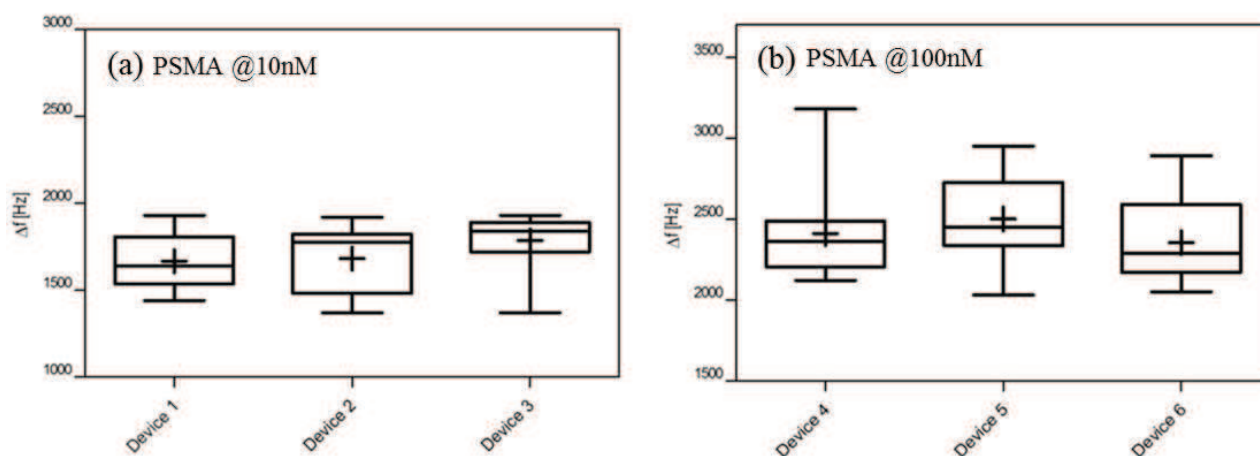 (a) PSMA @10nM
3000
2500
2000
1500
1000
Δf [Hz]
Device 1
Device 2
Device 3
(b) PSMA @100nM
3500
3000
2500
2000
1500
Δf [Hz]
Device 4
Device 5
Device 6